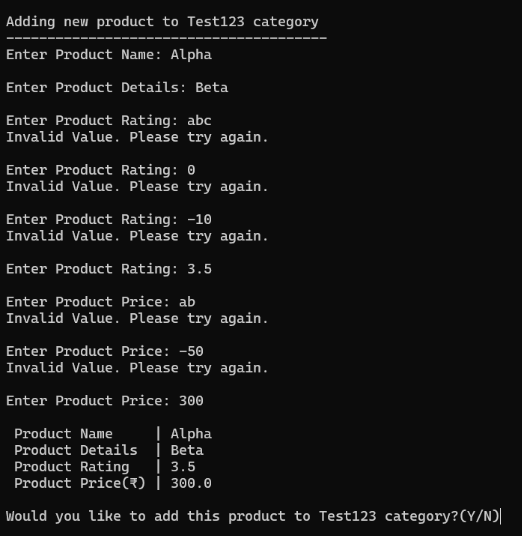 Adding new product to Test123 category
----------------------------------------
Enter Product Name: Alpha
Enter Product Details: Beta
Enter Product Rating: abc
Invalid Value. Please try again.
Enter Product Rating: 0
Invalid Value. Please try again.
Enter Product Rating: -10
Invalid Value. Please try again.
Enter Product Rating: 3.5
Enter Product Price: ab
Invalid Value. Please try again.
Enter Product Price: -50
Invalid Value. Please try again.
Enter Product Price: 300
Product Name     | Alpha
Product Details  | Beta
Product Rating   | 3.5
Product Price(₹) | 300.0
Would you like to add this product to Test123 category?(Y/N)